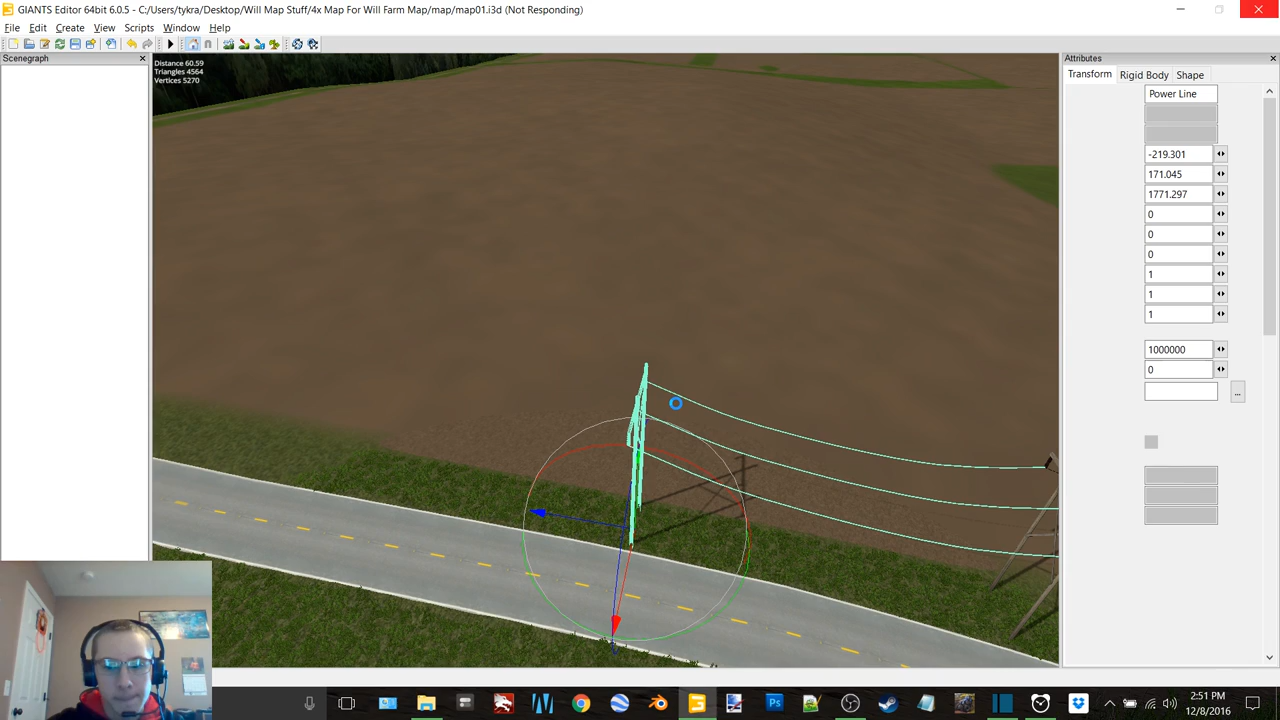 GIANTS Editor 64bit 6.0.5 - C:/Users/tykra/Desktop/Will Map Stuff/4x Map For Will Farm Map/map/map01.i3d (Not Responding)
File Edit Create View Scripts Window Help
Scenegraph
Distance 60.59
Triangles 4564
Vertices 5270
Attributes
Transform Rigid Body Shape
Power Line
-219.301
171.045
1771.297
0
0
0
1
1
1
1000000
0
...
2:51 PM
12/8/2016